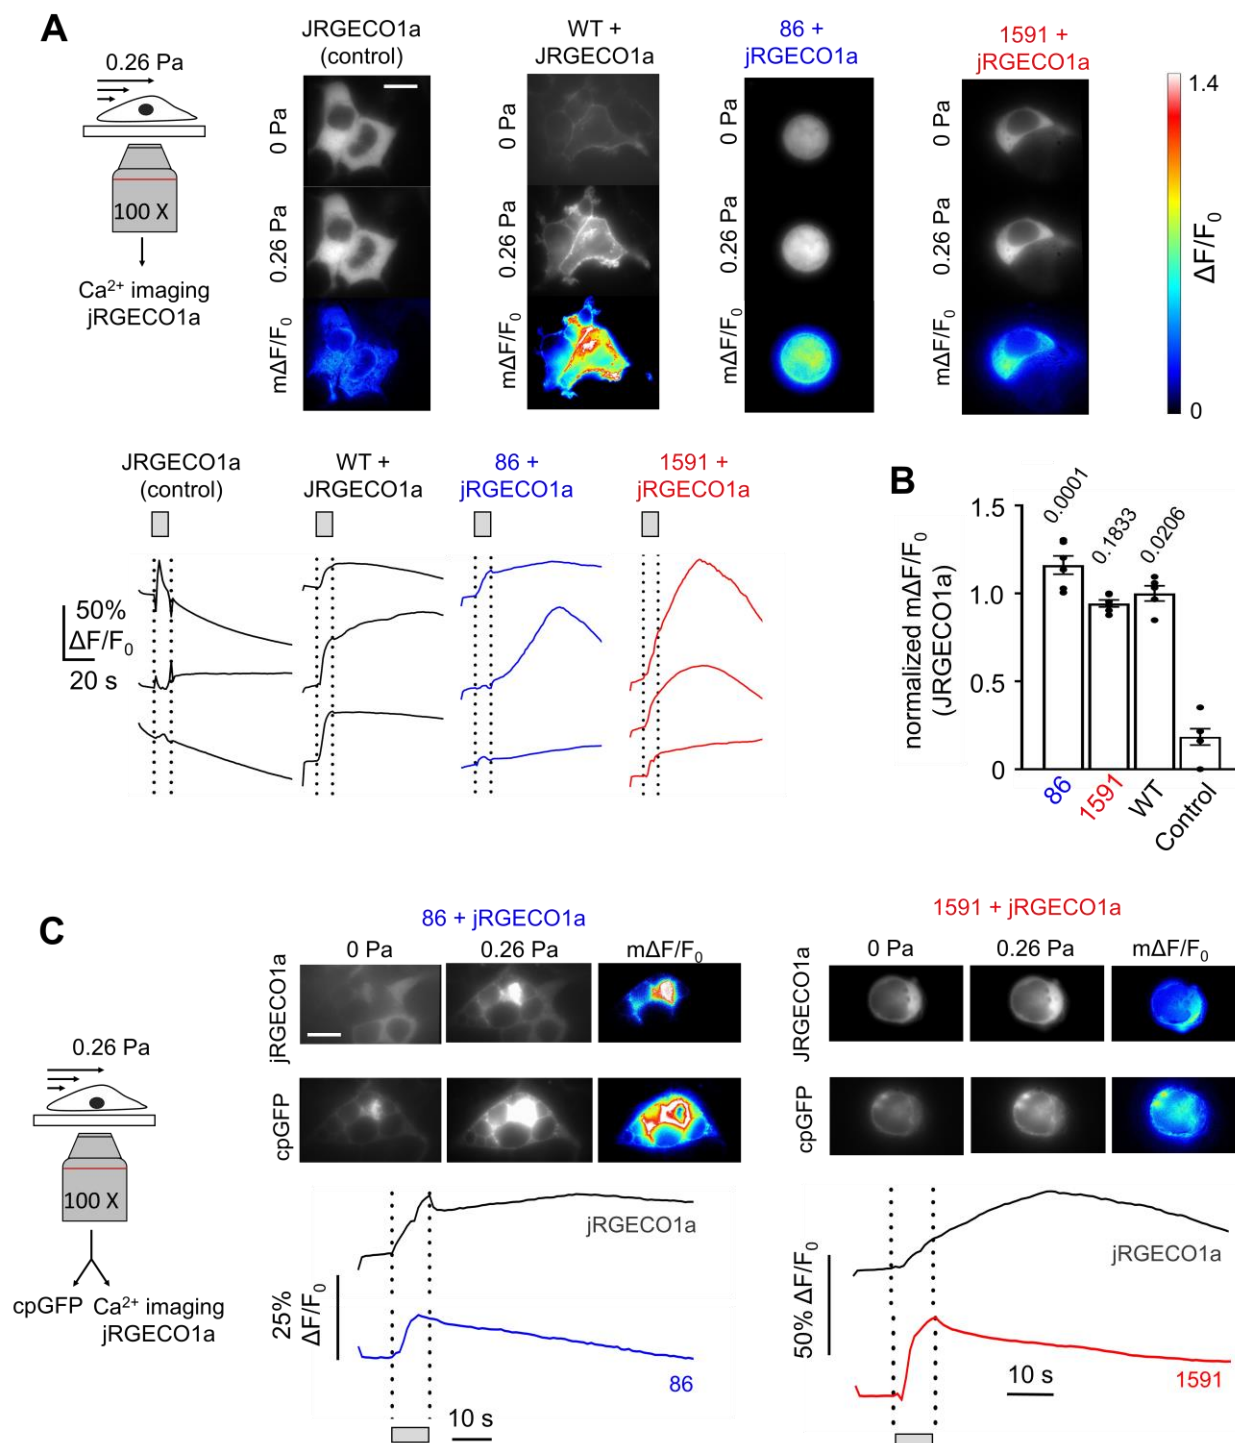 A
0.26 Pa
100 X
Ca²⁺ imaging
jRGECO1a
JRGECO1a
(control)
WT +
JRGECO1a
86 +
jRGECO1a
1591 +
jRGECO1a
0 Pa
0.26 Pa
mΔF/F₀
0 Pa
0.26 Pa
mΔF/F₀
0 Pa
0.26 Pa
mΔF/F₀
0 Pa
0.26 Pa
mΔF/F₀
1.4
ΔF/F₀
0
JRGECO1a
(control)
WT +
JRGECO1a
86 +
jRGECO1a
1591 +
jRGECO1a
50%
ΔF/F₀
20 s
B
normalized mΔF/F₀
(JRGECO1a)
1.5
1.0
0.5
0
0.0001
0.1833
0.0206
86
1591
WT
Control
C
0.26 Pa
100 X
cpGFP
Ca²⁺ imaging
jRGECO1a
86 + jRGECO1a
0 Pa
0.26 Pa
mΔF/F₀
jRGECO1a
cpGFP
jRGECO1a
25%
ΔF/F₀
86
10 s
1591 + jRGECO1a
0 Pa
0.26 Pa
mΔF/F₀
JRGECO1a
cpGFP
jRGECO1a
50% ΔF/F₀
10 s
1591